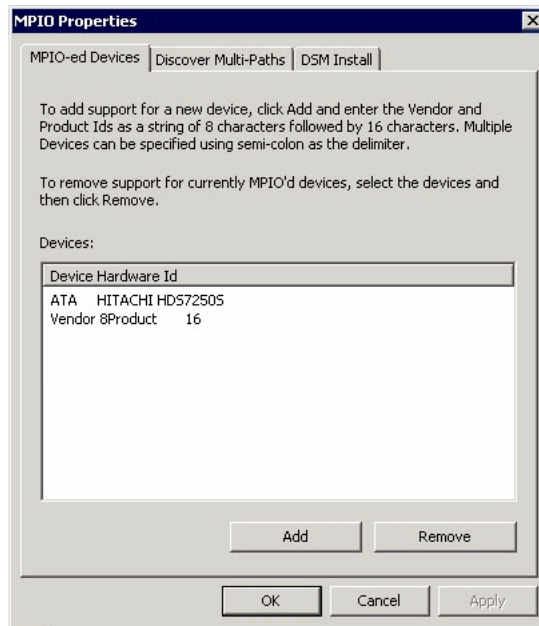 MPIO Properties
MPIO-ed Devices Discover Multi-Paths DSM Install
To add support for a new device, click Add and enter the Vendor and
Product Ids as a string of 8 characters followed by 16 characters. Multiple
Devices can be specified using semi-colon as the delimiter.
To remove support for currently MPIO'd devices, select the devices and
then click Remove.
Devices:
Device Hardware Id
ATA     HITACHI HDS7250S
Vendor 8Product       16
Add Remove
OK Cancel Apply